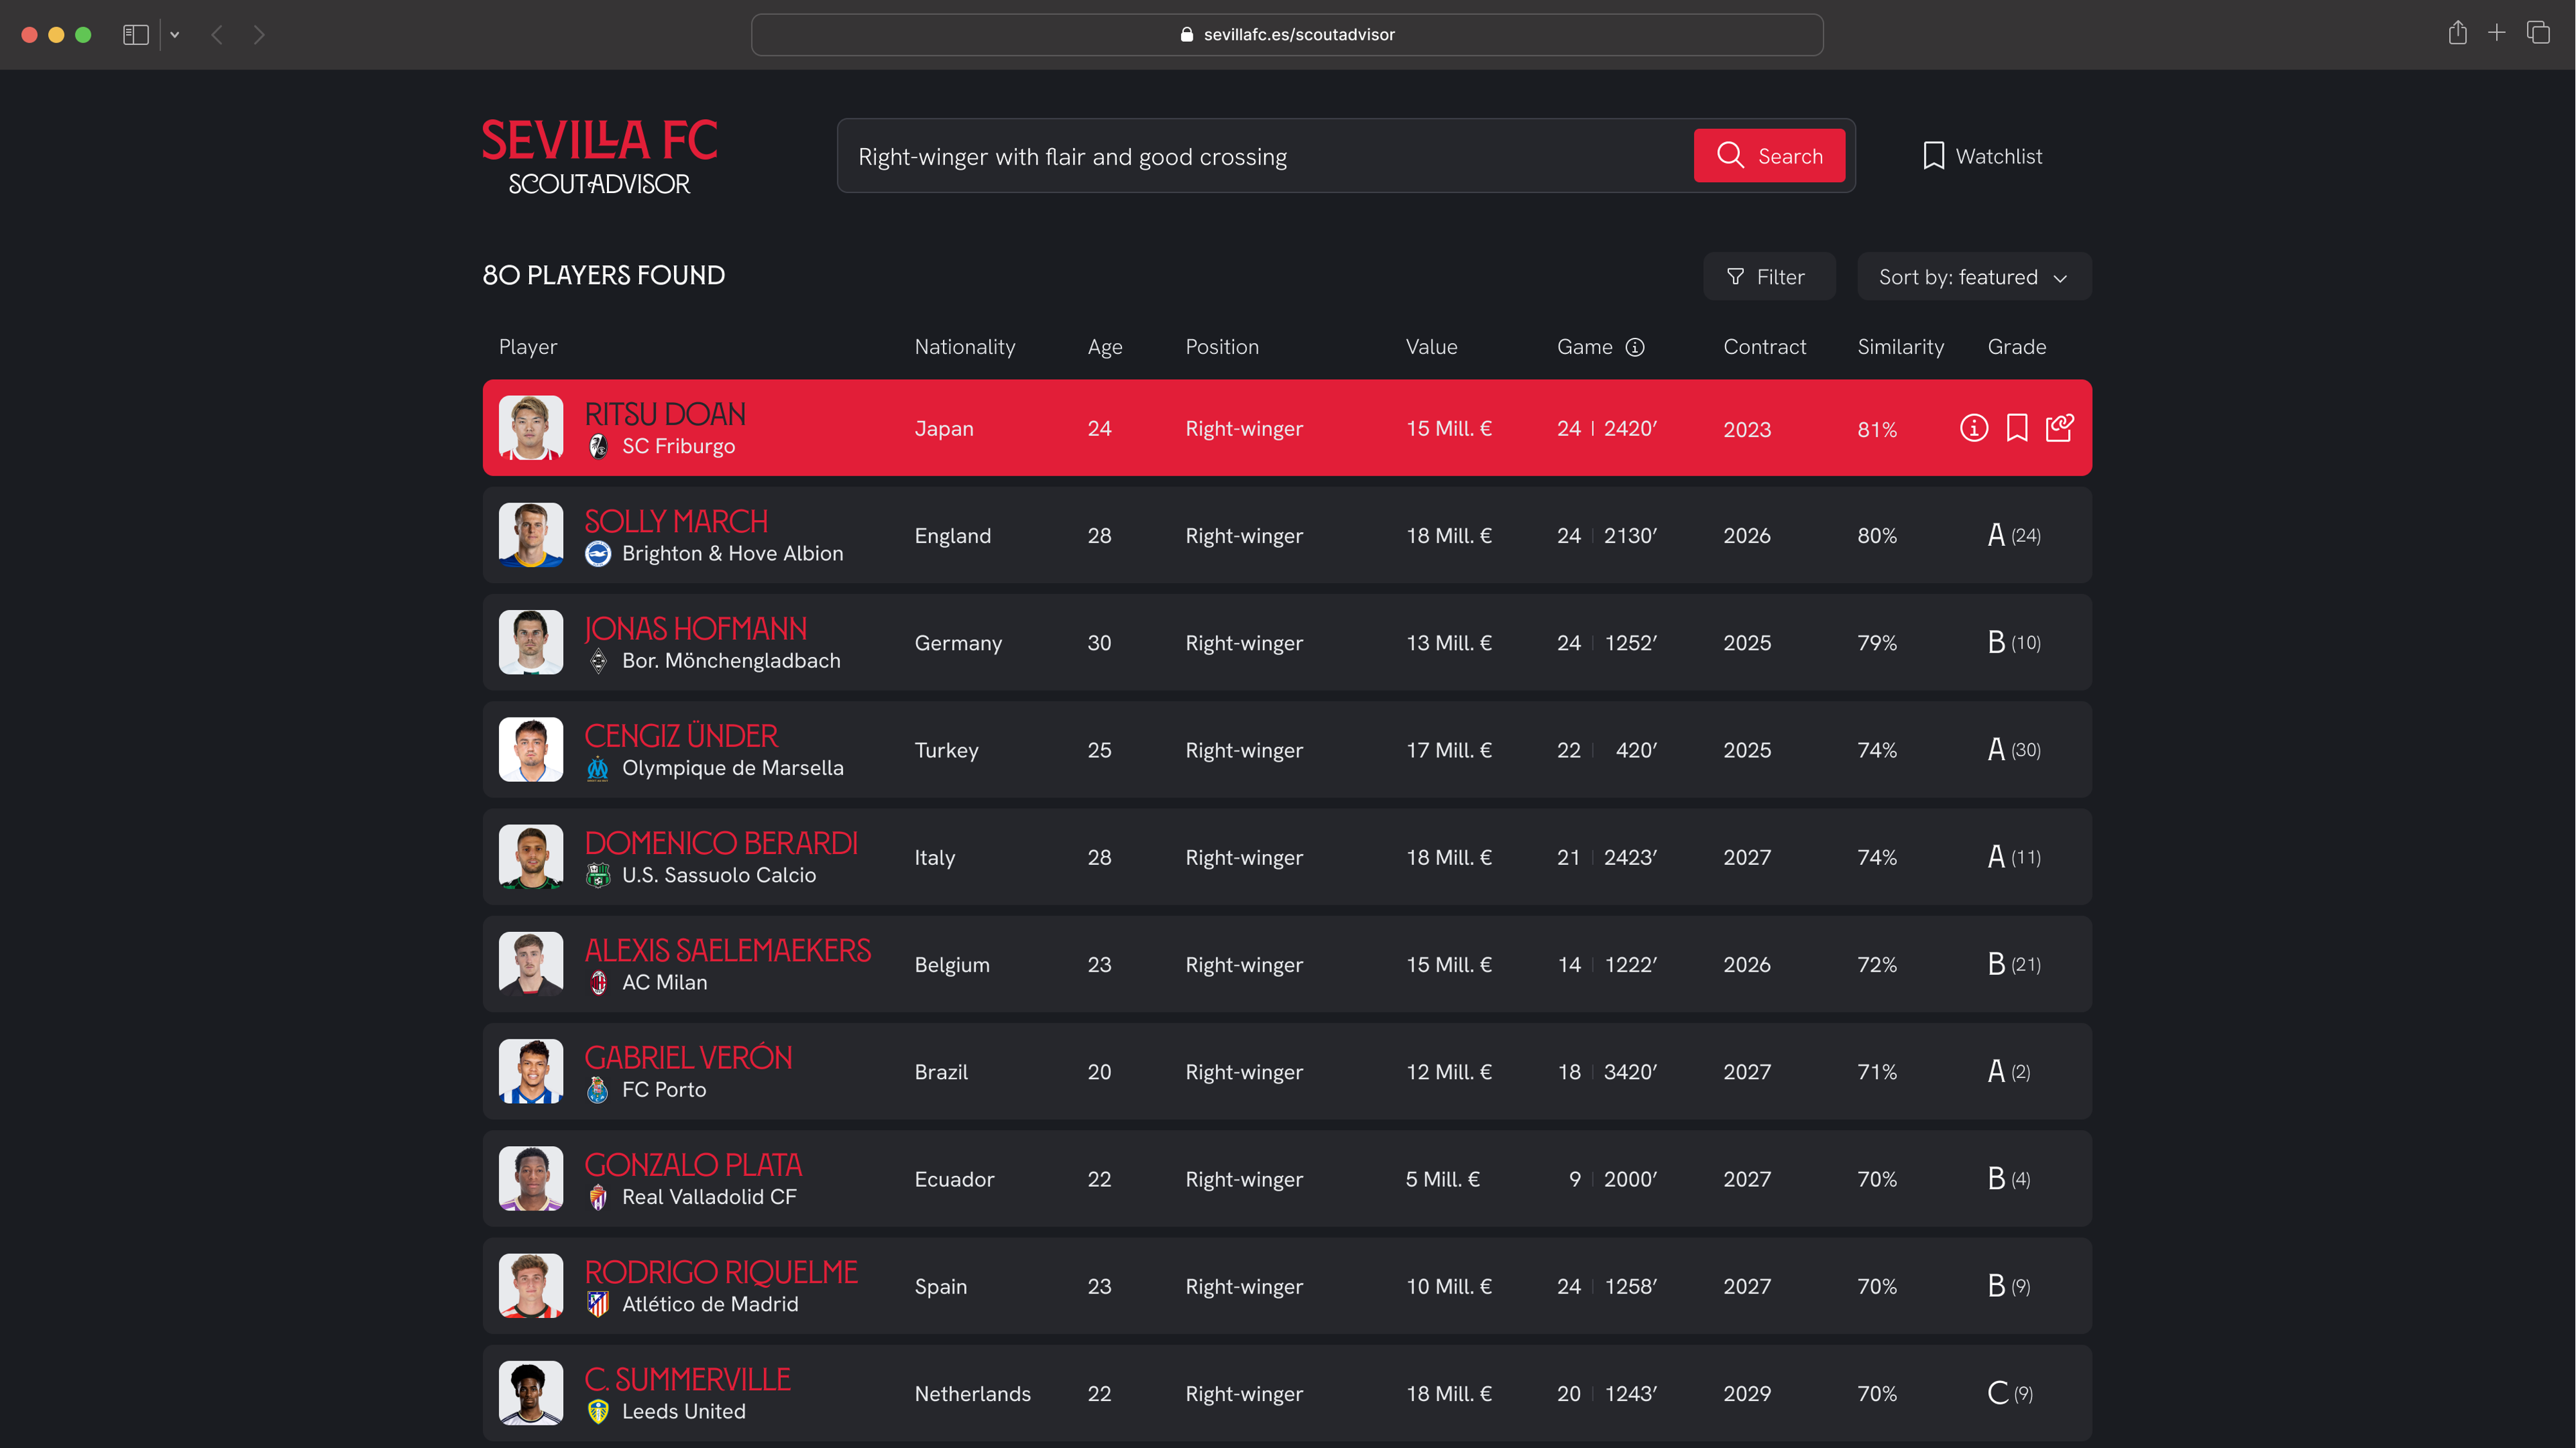 sevillafc.es/scoutadvisor
SEVILLA FC
SCOUTADVISOR
Right-winger with flair and good crossing
Search
Watchlist
80 PLAYERS FOUND
Filter
Sort by: featured
Player Nationality Age Position Value Game Contract Similarity Grade
RITSU DOAN
SC Friburgo
Japan 24 Right-winger 15 Mill. € 24 | 2420′ 2023 81%
SOLLY MARCH
Brighton & Hove Albion
England 28 Right-winger 18 Mill. € 24 | 2130′ 2026 80% A (24)
JONAS HOFMANN
Bor. Mönchengladbach
Germany 30 Right-winger 13 Mill. € 24 | 1252′ 2025 79% B (10)
CENGIZ ÜNDER
Olympique de Marsella
Turkey 25 Right-winger 17 Mill. € 22 | 420′ 2025 74% A (30)
DOMENICO BERARDI
U.S. Sassuolo Calcio
Italy 28 Right-winger 18 Mill. € 21 | 2423′ 2027 74% A (11)
ALEXIS SAELEMAEKERS
AC Milan
Belgium 23 Right-winger 15 Mill. € 14 | 1222′ 2026 72% B (21)
GABRIEL VERÓN
FC Porto
Brazil 20 Right-winger 12 Mill. € 18 | 3420′ 2027 71% A (2)
GONZALO PLATA
Real Valladolid CF
Ecuador 22 Right-winger 5 Mill. € 9 | 2000′ 2027 70% B (4)
RODRIGO RIQUELME
Atlético de Madrid
Spain 23 Right-winger 10 Mill. € 24 | 1258′ 2027 70% B (9)
C. SUMMERVILLE
Leeds United
Netherlands 22 Right-winger 18 Mill. € 20 | 1243′ 2029 70% C (9)